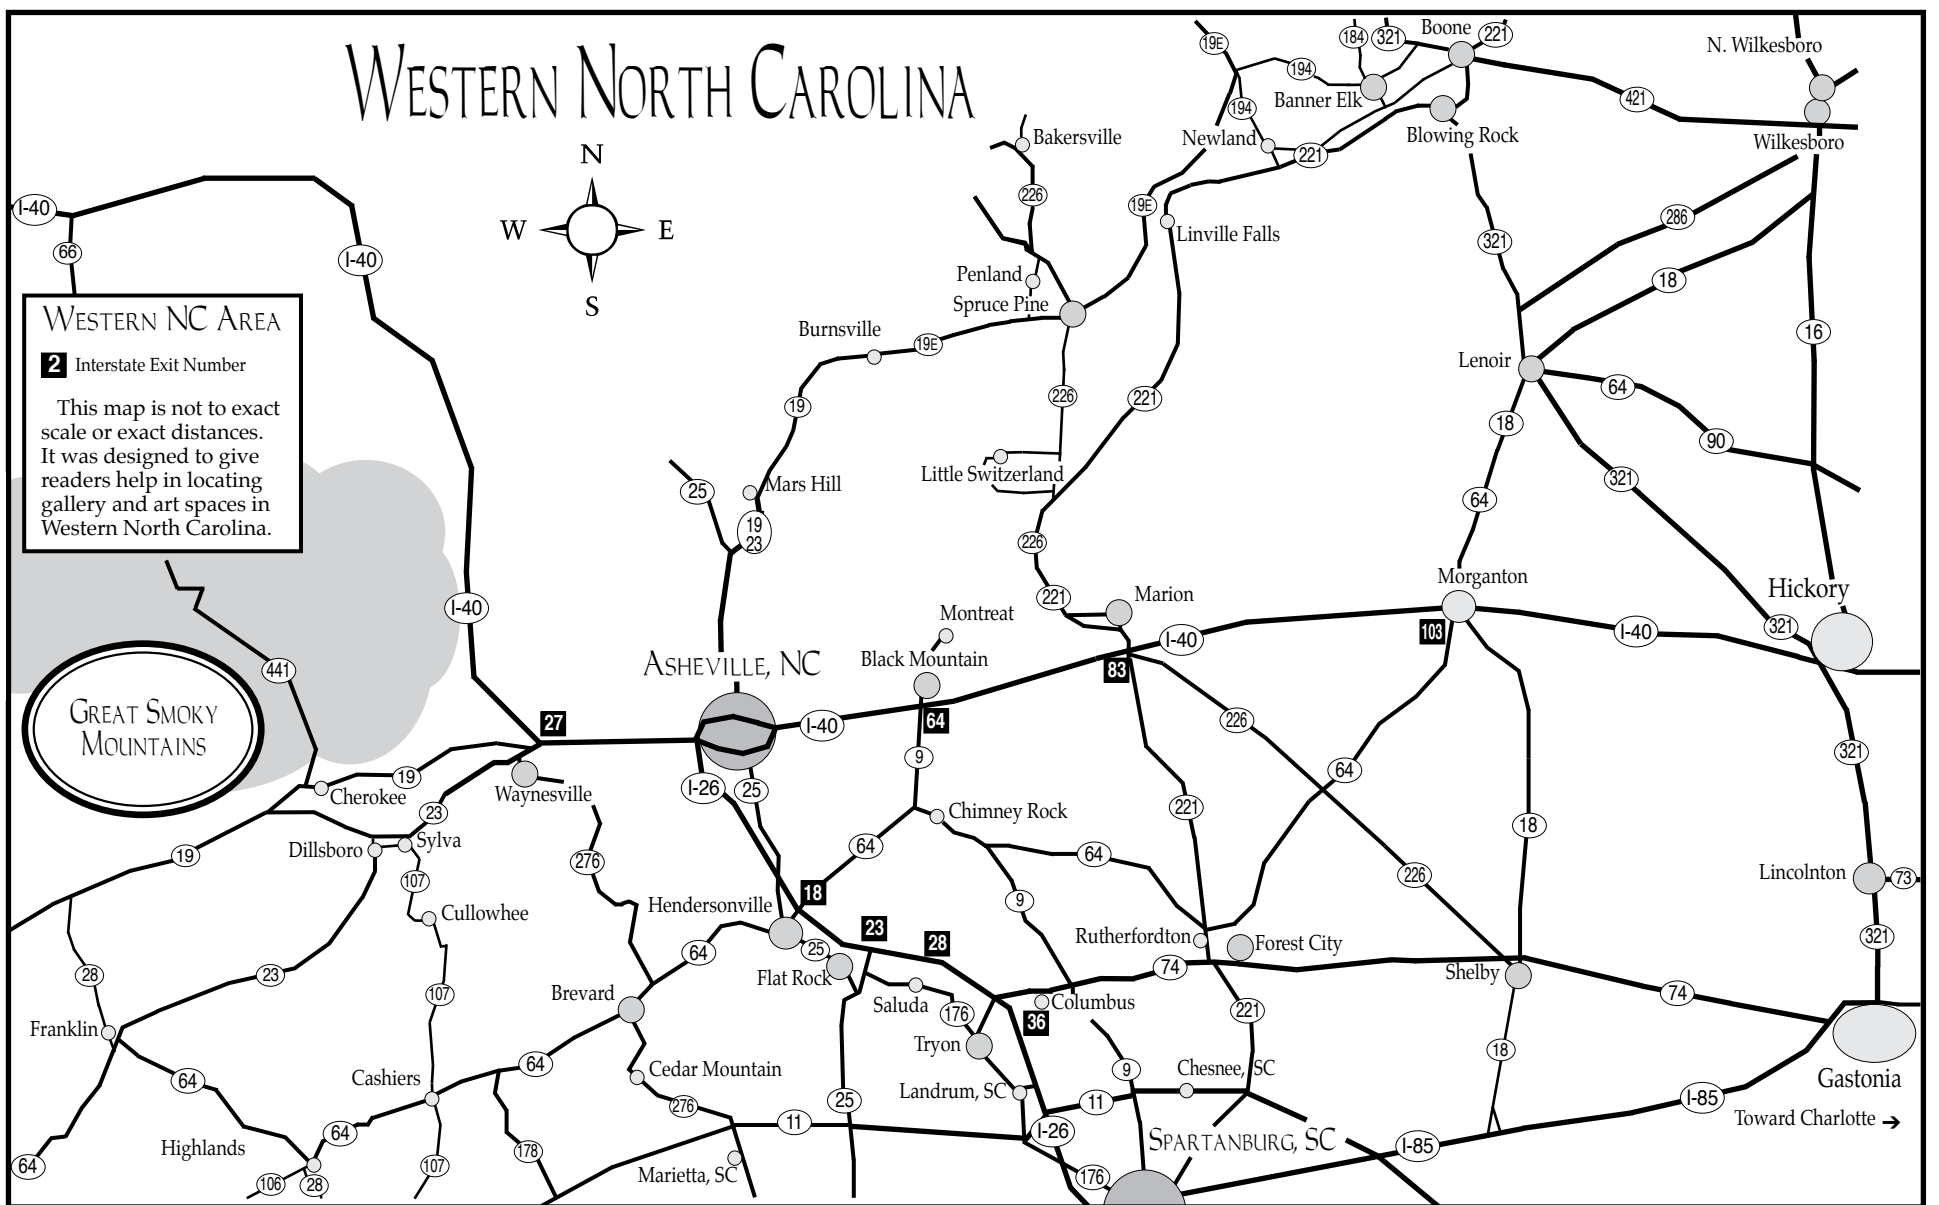 WESTERN NORTH CAROLINA
N
W E
S
WESTERN NC AREA
2 Interstate Exit Number
This map is not to exact
scale or exact distances.
It was designed to give
readers help in locating
gallery and art spaces in
Western North Carolina.
GREAT SMOKY
MOUNTAINS
I-40
66
I-40
I-40
441
27
19
Cherokee
23
Waynesville
19
Dillsboro
Sylva
107
Cullowhee
276
28
23
107
Franklin
64
Cashiers
64
Highlands
64
106
28
107
64
178
Brevard
64
Cedar Mountain
276
11
Marietta, SC
25
19E
184
321
Boone
221
N. Wilkesboro
194
Banner Elk
194
421
Newland
Blowing Rock
Wilkesboro
221
Bakersville
226
19E
Linville Falls
286
321
18
Penland
Spruce Pine
Burnsville
19E
16
Lenoir
64
19
226
221
18
90
Little Switzerland
321
25
Mars Hill
64
19
23
226
Morganton
Hickory
221
Marion
Montreat
I-40
103
I-40
321
ASHEVILLE, NC
Black Mountain
83
I-40
64
226
9
321
64
I-26
25
Chimney Rock
221
18
64
64
226
Lincolnton
73
18
Hendersonville
9
23
28
Rutherfordton
Forest City
321
25
74
Shelby
Flat Rock
Saluda
Columbus
74
176
36
221
Tryon
18
Gastonia
Landrum, SC
9
Chesnee, SC
11
I-85
Toward Charlotte →
I-26
SPARTANBURG, SC
I-85
176